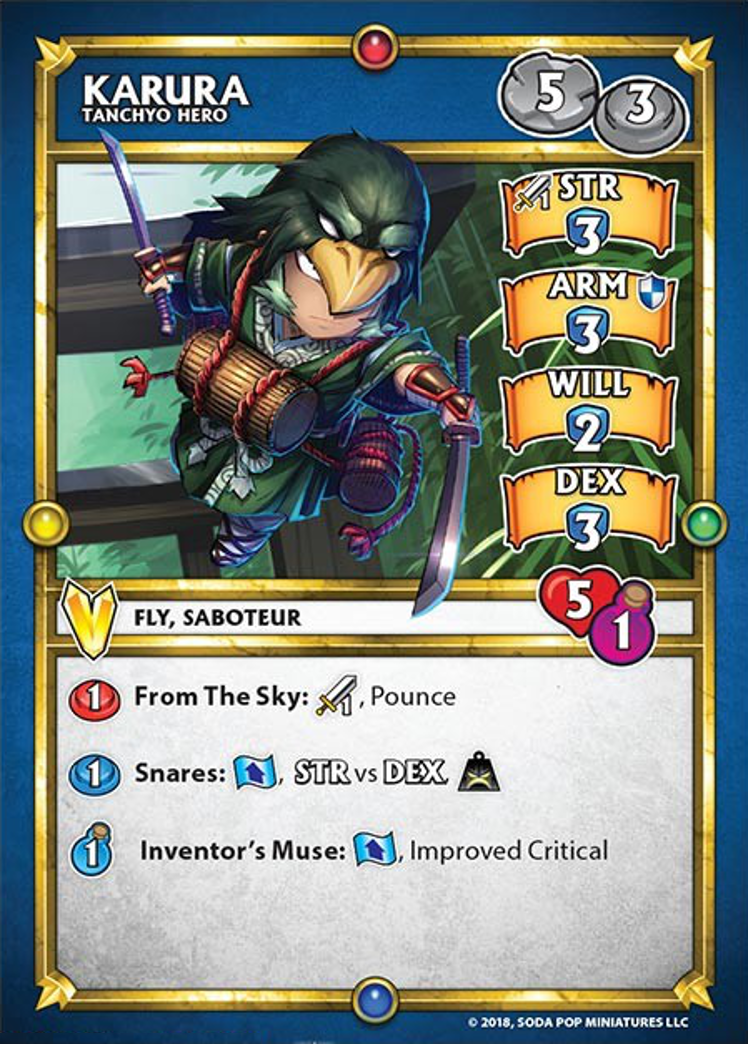 KARURA
TANCHYO HERO
5
3
STR
3
ARM
3
WILL
2
DEX
3
FLY, SABOTEUR
5
1
1 From The Sky: , Pounce
1 Snares: , STR vs DEX,
1 Inventor's Muse: , Improved Critical
© 2018, SODA POP MINIATURES LLC